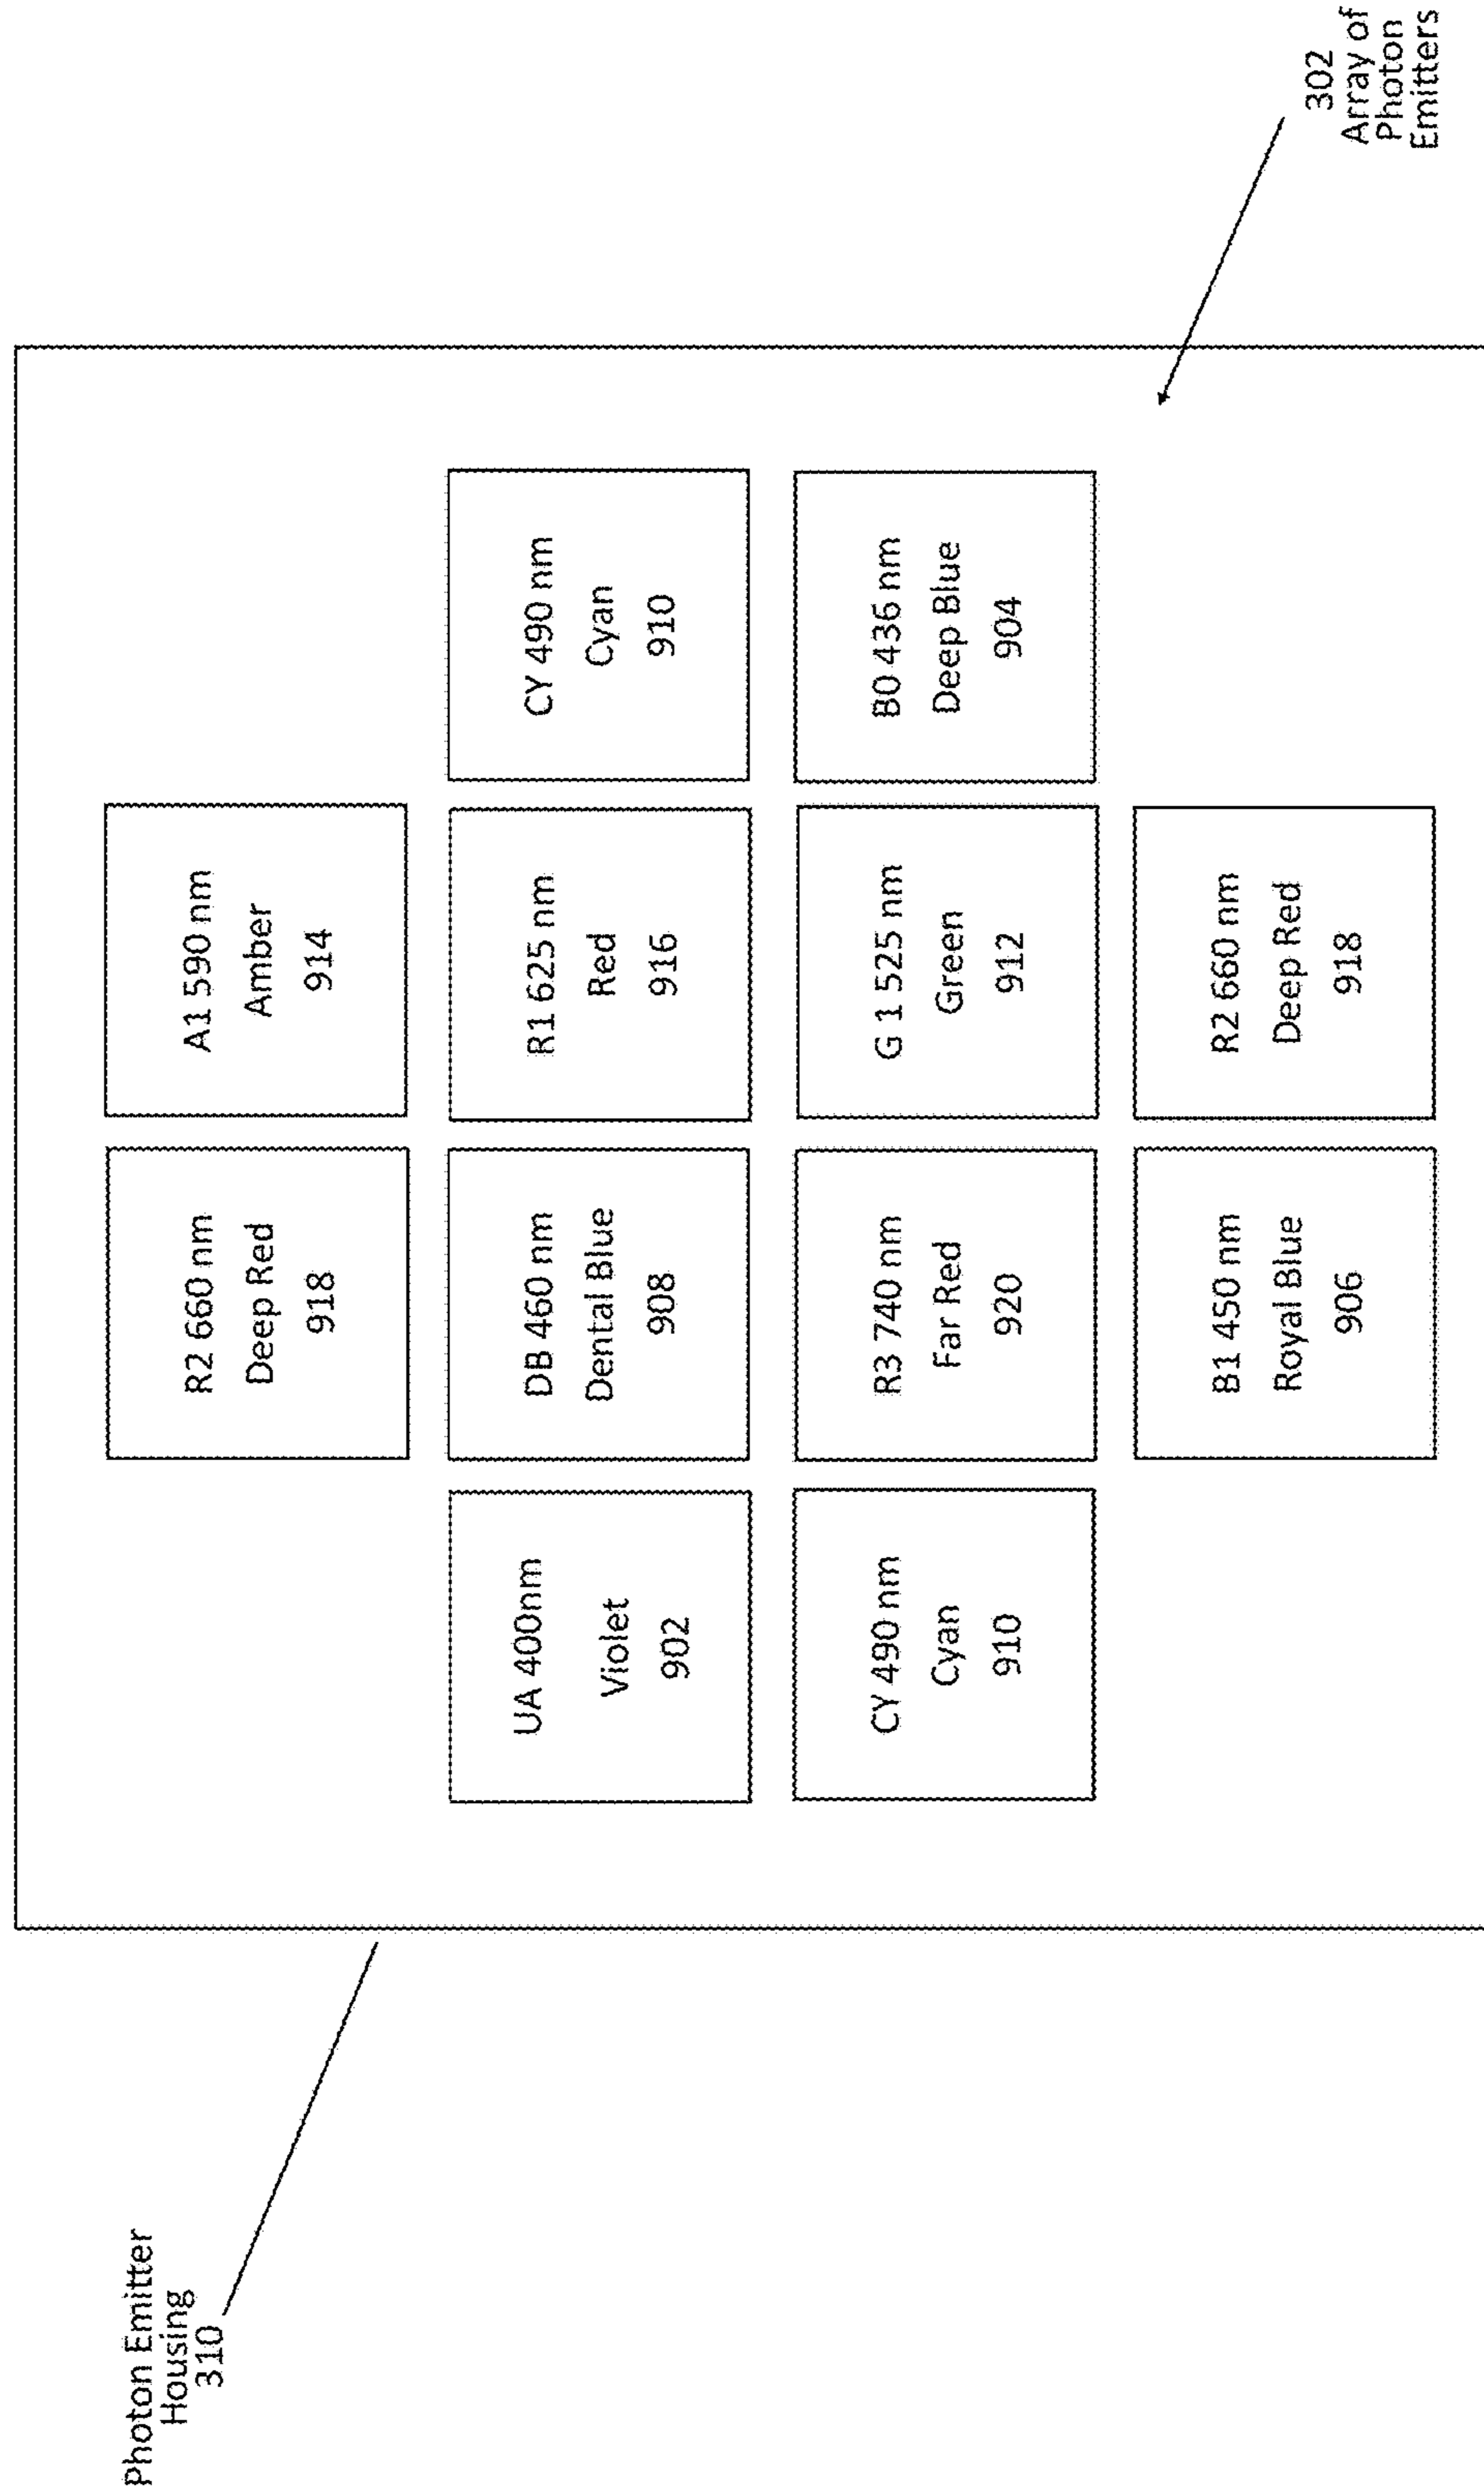 Photon Emitter
Housing
310
302
Array of
Photon
Emitters
R2 660 nm
Deep Red
918
A1 590 nm
Amber
914
UA 400nm
Violet
902
DB 460 nm
Dental Blue
908
R1 625 nm
Red
916
CY 490 nm
Cyan
910
CY 490 nm
Cyan
910
R3 740 nm
Far Red
920
G 1 525 nm
Green
912
B0 436 nm
Deep Blue
904
B1 450 nm
Royal Blue
906
R2 660 nm
Deep Red
918